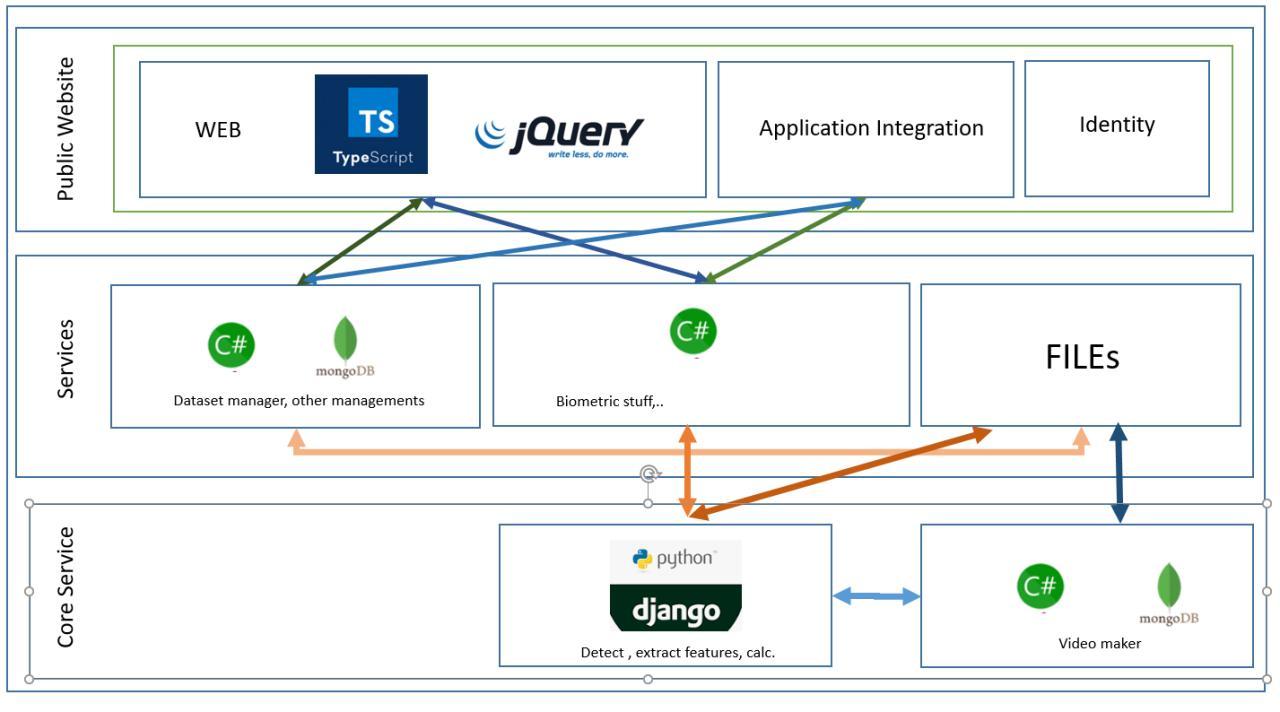 Public Website
WEB
TS
TypeScript
jQuery
write less, do more.
Application Integration
Identity
Services
C#
mongoDB
Dataset manager, other managements
C#
Biometric stuff,..
FILEs
Core Service
python™
django
Detect , extract features, calc.
C#
mongoDB
Video maker